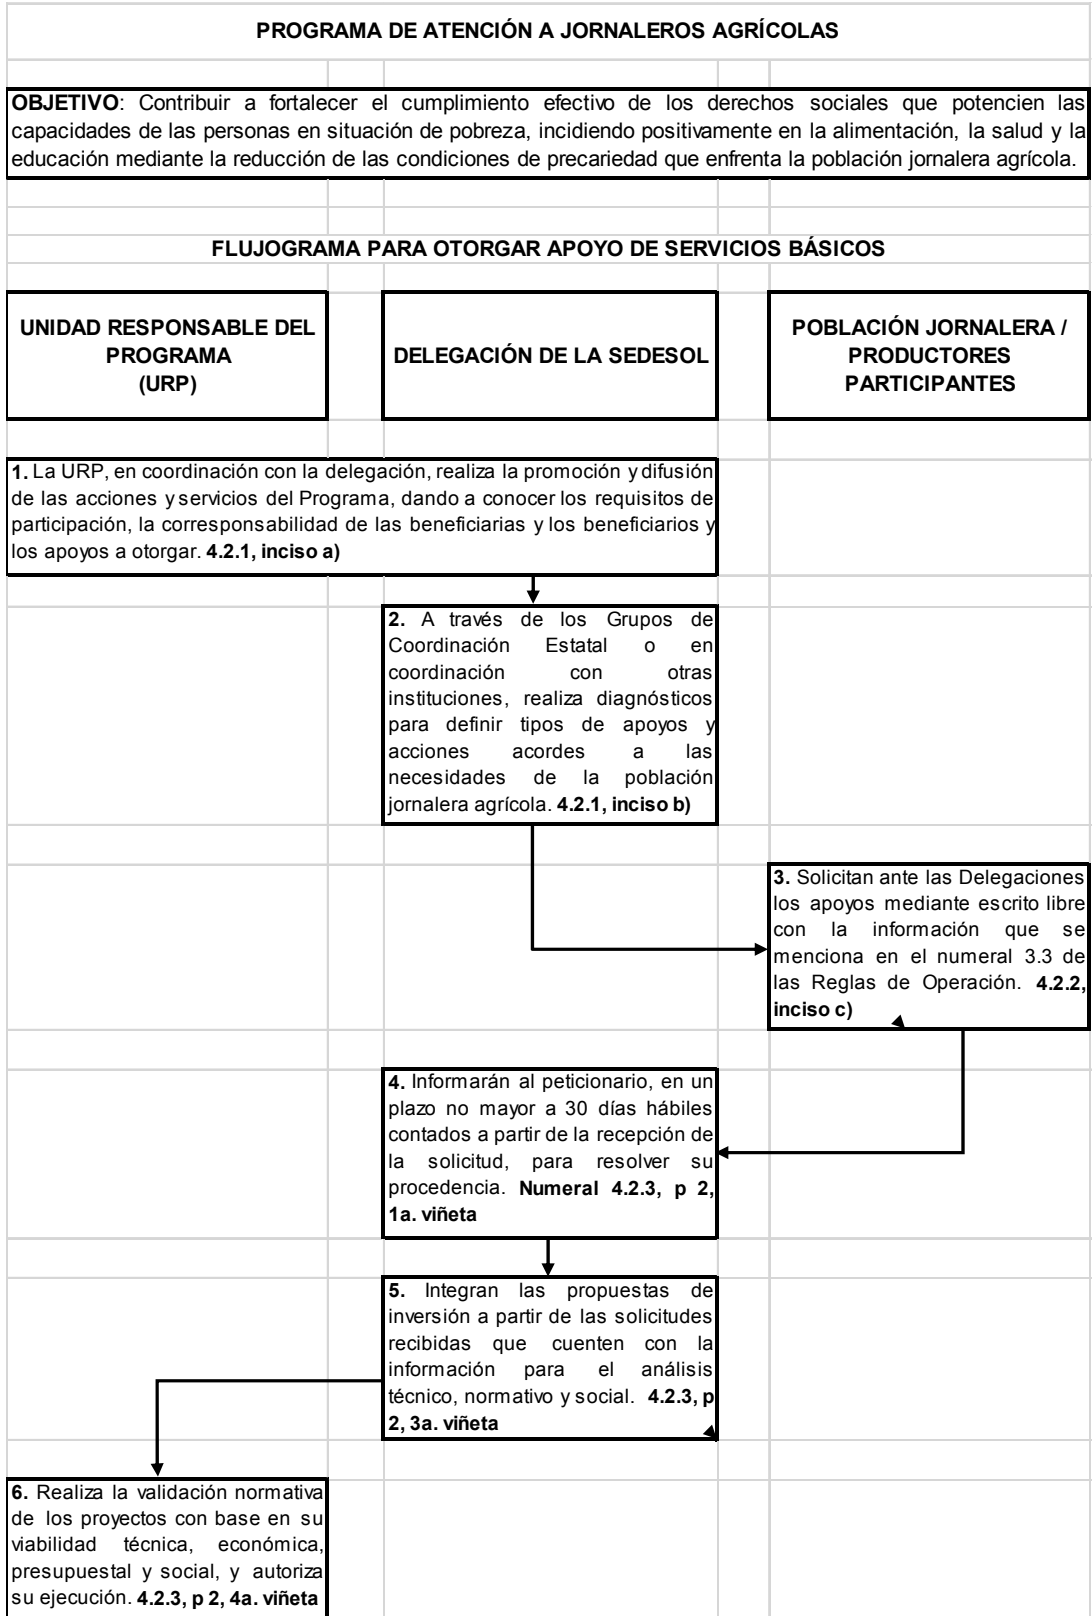 PROGRAMA DE ATENCIÓN A JORNALEROS AGRÍCOLAS
OBJETIVO: Contribuir a fortalecer el cumplimiento efectivo de los derechos sociales que potencien las
capacidades de las personas en situación de pobreza, incidiendo positivamente en la alimentación, la salud y la
educación mediante la reducción de las condiciones de precariedad que enfrenta la población jornalera agrícola.
FLUJOGRAMA PARA OTORGAR APOYO DE SERVICIOS BÁSICOS
UNIDAD RESPONSABLE DEL
PROGRAMA
(URP)
DELEGACIÓN DE LA SEDESOL
POBLACIÓN JORNALERA /
PRODUCTORES
PARTICIPANTES
1. La URP, en coordinación con la delegación, realiza la promoción y difusión
de las acciones y servicios del Programa, dando a conocer los requisitos de
participación, la corresponsabilidad de las beneficiarias y los beneficiarios y
los apoyos a otorgar. 4.2.1, inciso a)
2. A través de los Grupos de
Coordinación Estatal o en
coordinación con otras
instituciones, realiza diagnósticos
para definir tipos de apoyos y
acciones acordes a las
necesidades de la población
jornalera agrícola. 4.2.1, inciso b)
3. Solicitan ante las Delegaciones
los apoyos mediante escrito libre
con la información que se
menciona en el numeral 3.3 de
las Reglas de Operación. 4.2.2,
inciso c)
4. Informarán al peticionario, en un
plazo no mayor a 30 días hábiles
contados a partir de la recepción de
la solicitud, para resolver su
procedencia. Numeral 4.2.3, p 2,
1a. viñeta
5. Integran las propuestas de
inversión a partir de las solicitudes
recibidas que cuenten con la
información para el análisis
técnico, normativo y social. 4.2.3, p
2, 3a. viñeta
6. Realiza la validación normativa
de los proyectos con base en su
viabilidad técnica, económica,
presupuestal y social, y autoriza
su ejecución. 4.2.3, p 2, 4a. viñeta